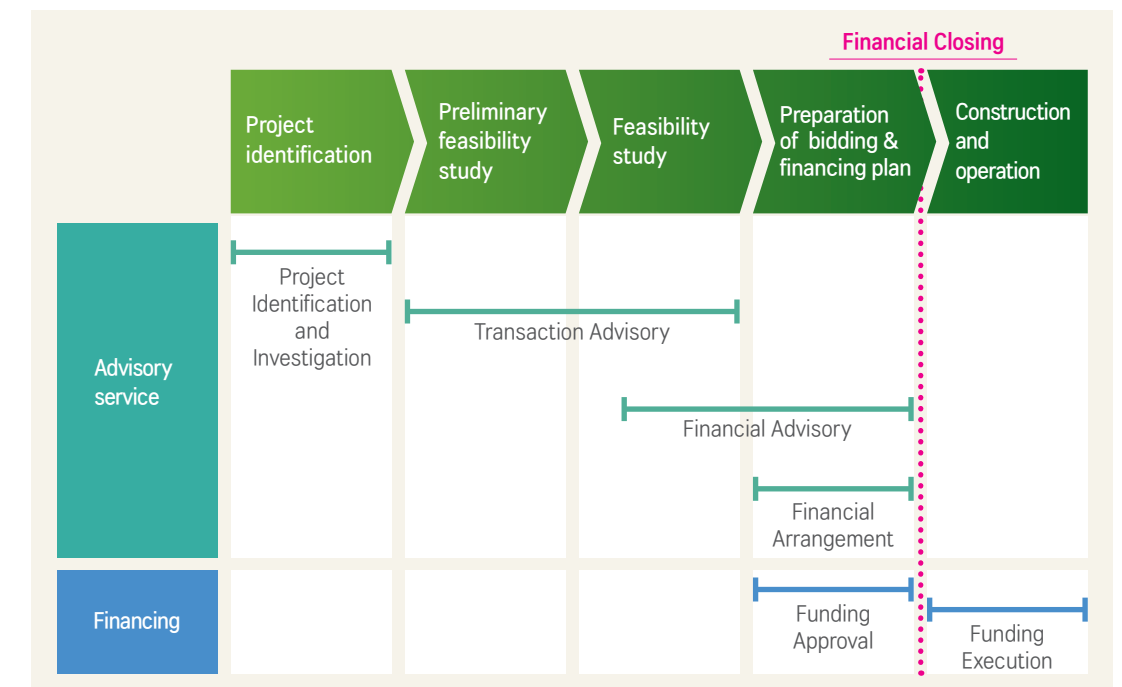 Financial Closing
Project
identification
Preliminary
feasibility
study
Feasibility
study
Preparation
of bidding &
financing plan
Construction
and
operation
Advisory
service
Project
Identification
and
Investigation
Transaction Advisory
Financial Advisory
Financial
Arrangement
Financing
Funding
Approval
Funding
Execution